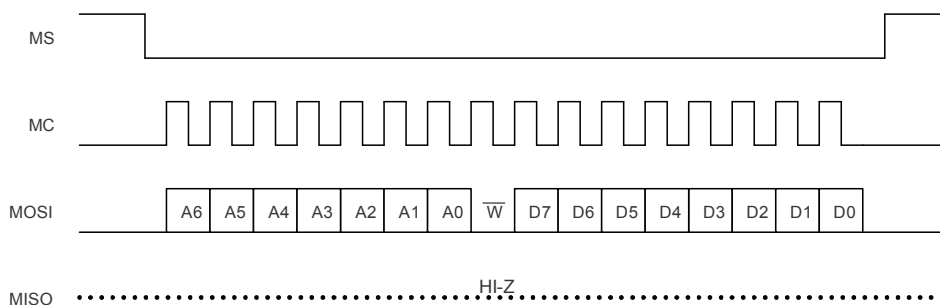 MS
MC
MOSI A6 A5 A4 A3 A2 A1 A0 W̅ D7 D6 D5 D4 D3 D2 D1 D0
HI-Z
MISO